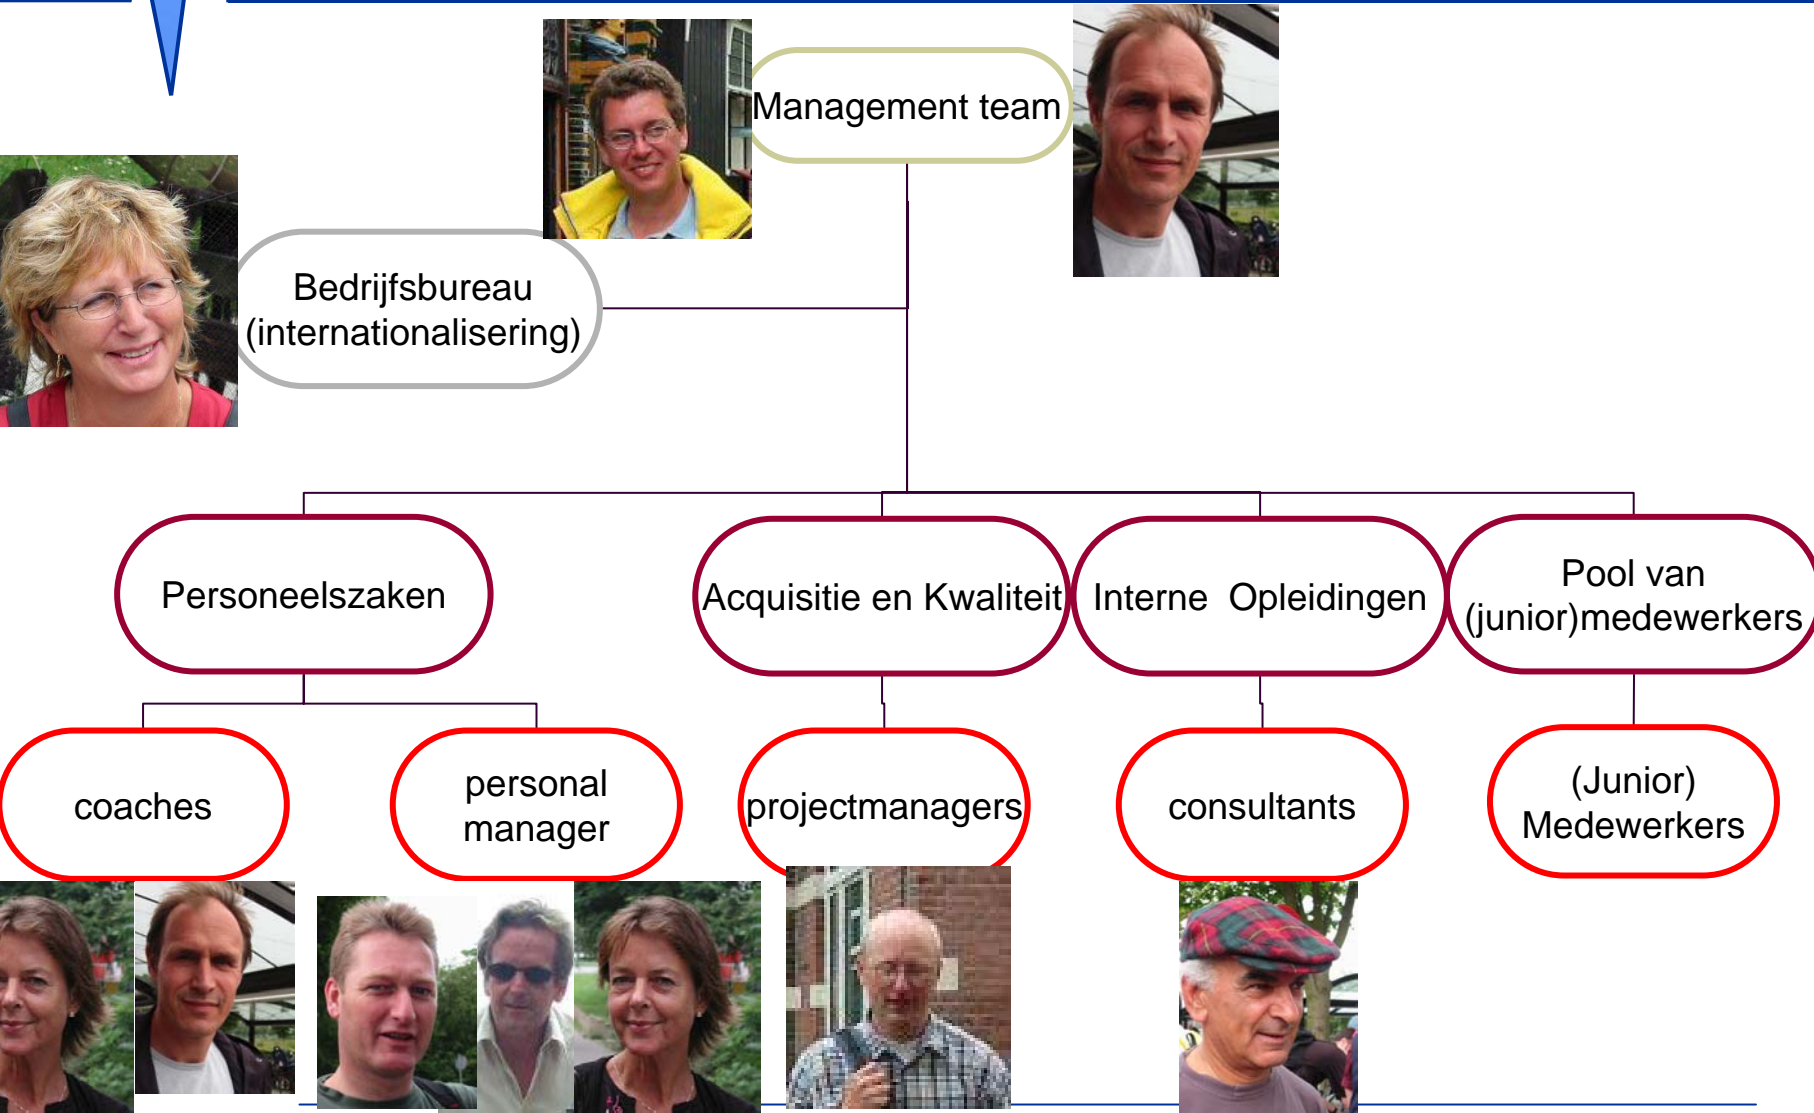 Management team
Bedrijfsbureau
(internationalisering)
Personeelszaken
Acquisitie en Kwaliteit
Interne  Opleidingen
Pool van
(junior)medewerkers
coaches
personal
manager
projectmanagers
consultants
(Junior)
Medewerkers